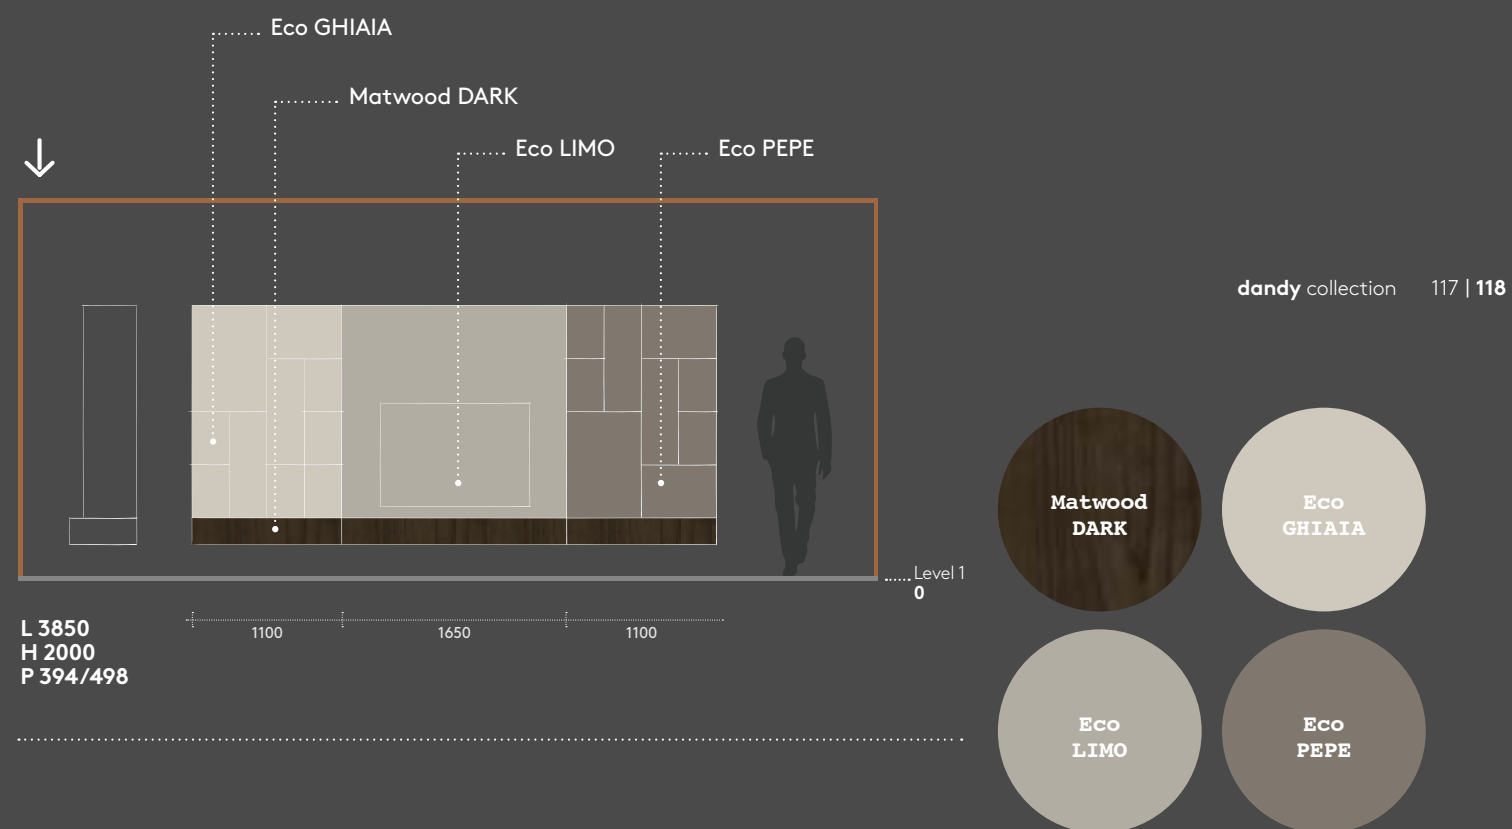 Eco GHIAIA
Matwood DARK
Eco LIMO
Eco PEPE
dandy collection 117 | 118
Matwood
DARK
Eco
GHIAIA
Level 1
0
1100
1650
1100
L 3850
H 2000
P 394/498
Eco
LIMO
Eco
PEPE